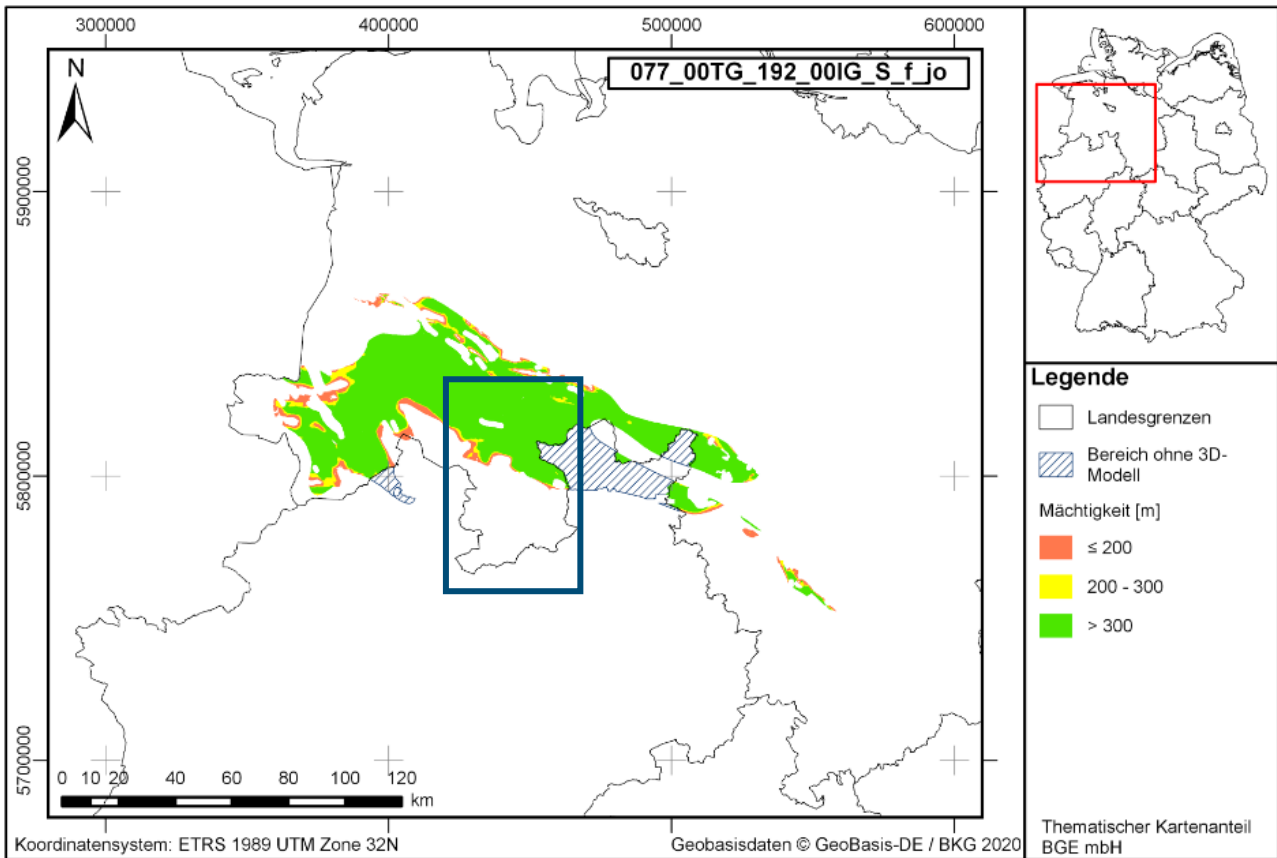 300000
400000
500000
600000
077_00TG_192_00IG_S_f_jo
N
5900000
5800000
5700000
0 10 20 40 60 80 100 120
km
Koordinatensystem: ETRS 1989 UTM Zone 32N
Geobasisdaten © GeoBasis-DE / BKG 2020
Legende
Landesgrenzen
Bereich ohne 3D-
Modell
Mächtigkeit [m]
≤ 200
200 - 300
> 300
Thematischer Kartenanteil
BGE mbH